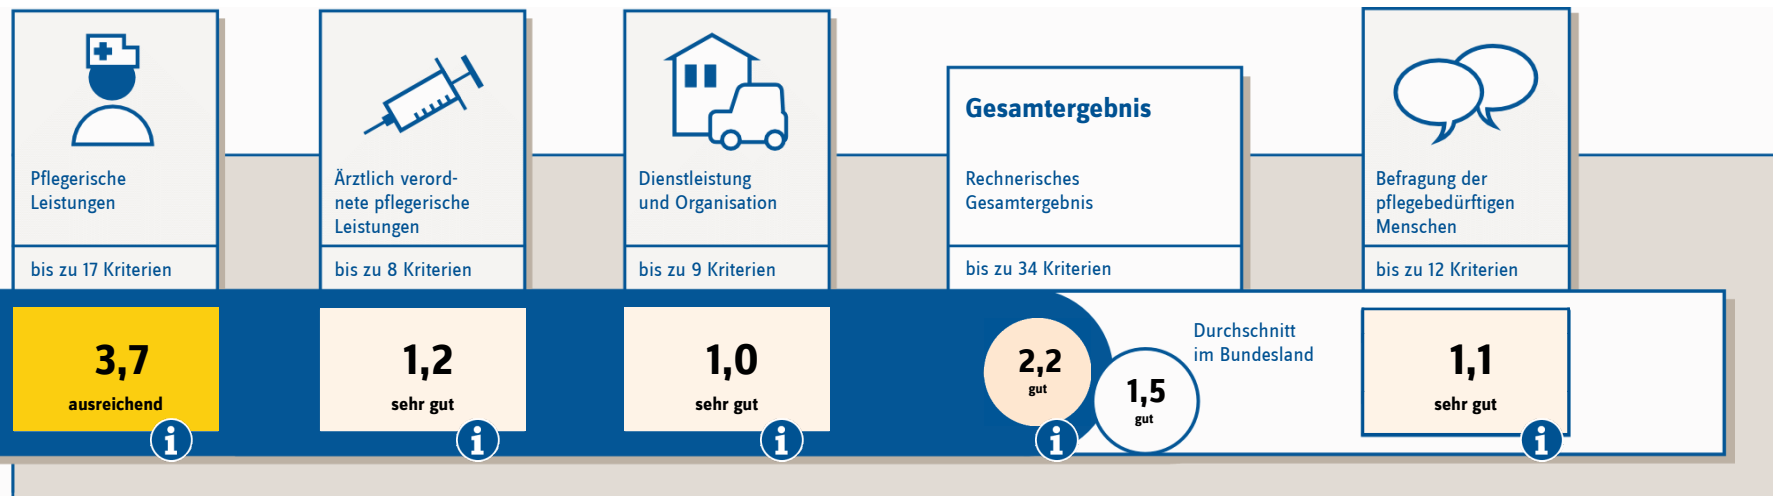 Pflegerische
Leistungen
bis zu 17 Kriterien
3,7
ausreichend
i
Ärztlich verord-
nete pflegerische
Leistungen
bis zu 8 Kriterien
1,2
sehr gut
i
Dienstleistung
und Organisation
bis zu 9 Kriterien
1,0
sehr gut
i
Gesamtergebnis
Rechnerisches
Gesamtergebnis
bis zu 34 Kriterien
2,2
gut
i
1,5
gut
Durchschnitt
im Bundesland
Befragung der
pflegebedürftigen
Menschen
bis zu 12 Kriterien
1,1
sehr gut
i